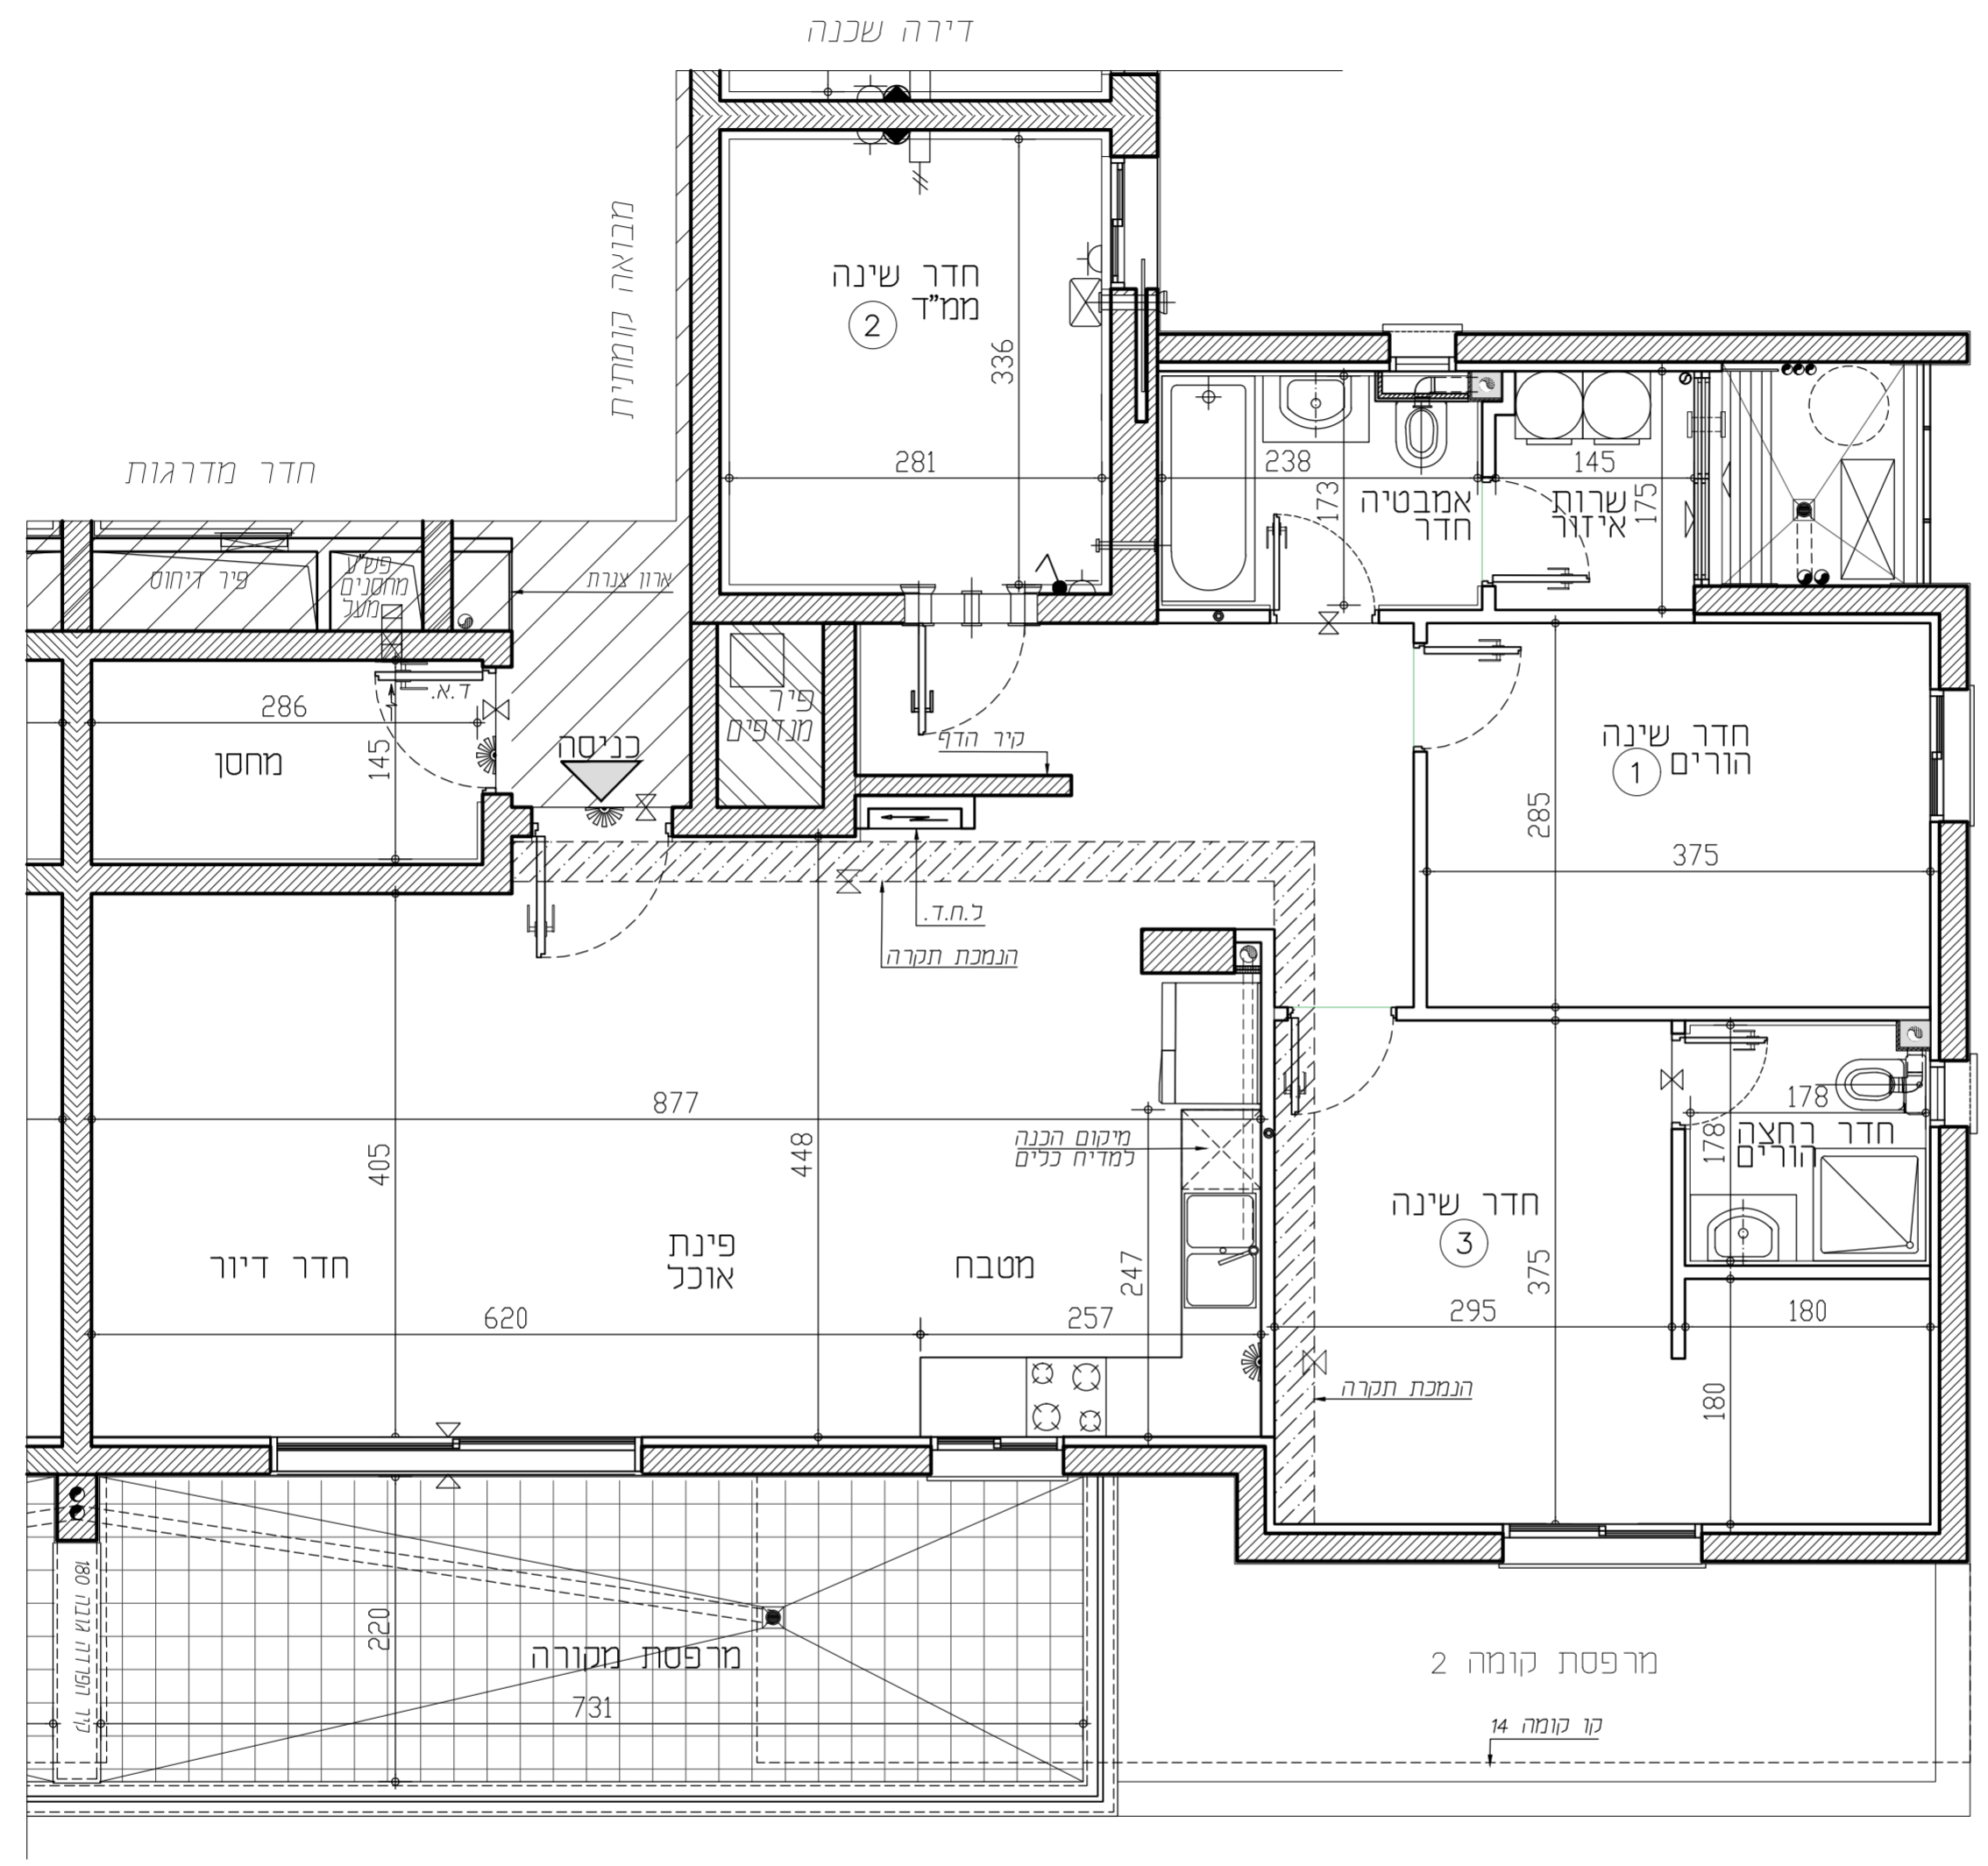 דירה שכנה
מבואה קומתית
חדר שינה
ממ"ד
2
336
281
חדר מדרגות
פיר דיחוס
פש"ע
מחסנים
מעל
ארון צנרת
238
173
אמבטיה
חדר
145
שרות
איזור
175
ד.א.
286
145
מחסן
כניסה
פיר
מנדפים
קיר הדף
חדר שינה
הורים
1
285
375
ל.ח.ד.
הנמכת תקרה
877
405
448
מיקום הכנה
למדיח כלים
178
178
חדר רחצה
הורים
חדר שינה
3
375
חדר דיור
פינת
אוכל
מטבח
247
620
257
295
180
180
הנמכת תקרה
קיר הפרדה גובה 180
220
מרפסת מקורה
731
מרפסת קומה 2
קו קומה 14